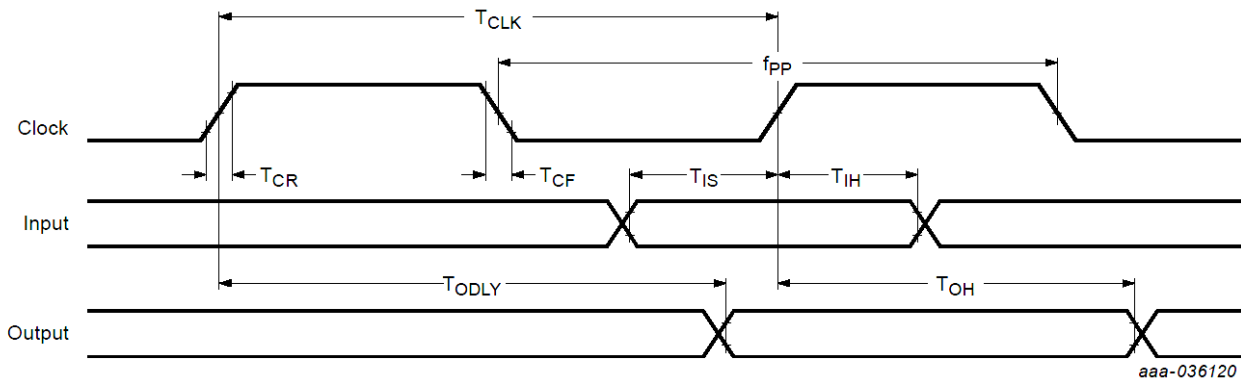 TCLK
fPP
Clock
TCR
TCF
TIS
TIH
Input
TODLY
TOH
Output
aaa-036120